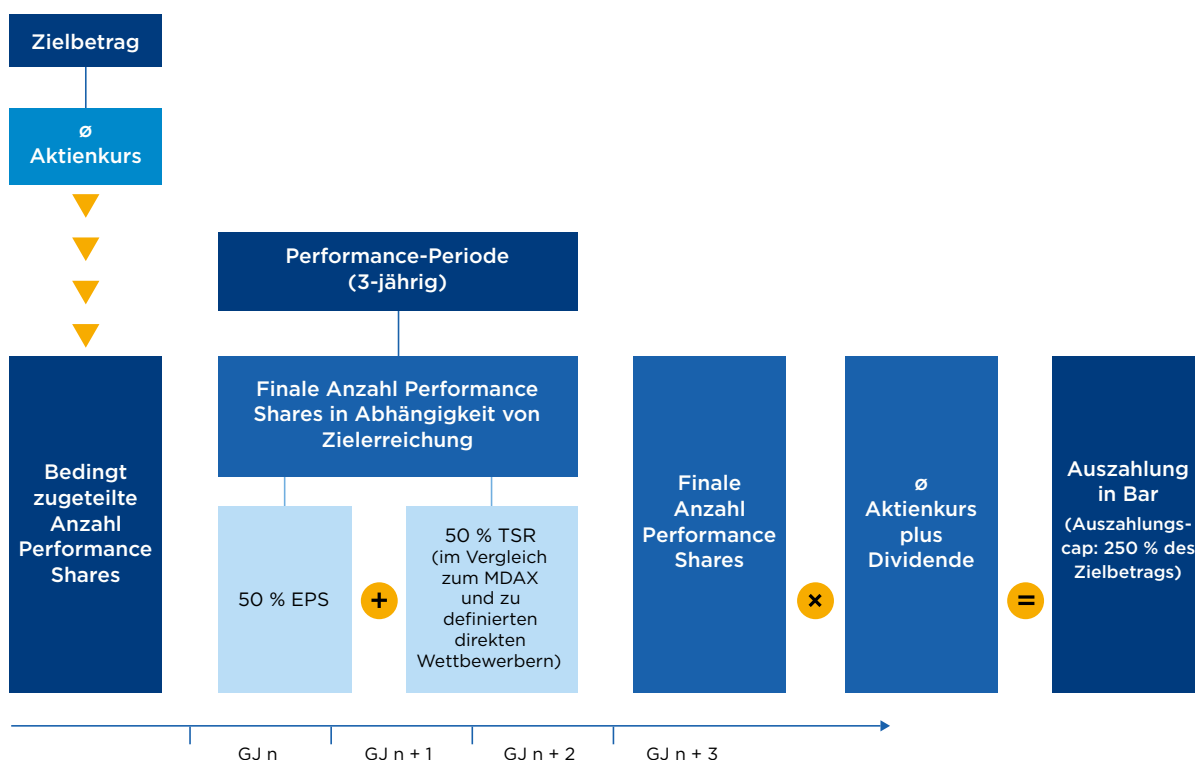 Zielbetrag
ø
Aktienkurs
Performance-Periode
(3-jährig)
Bedingt
zugeteilte
Anzahl
Performance
Shares
Finale Anzahl Performance
Shares in Abhängigkeit von
Zielerreichung
50 % EPS
+
50 % TSR
(im Vergleich
zum MDAX
und zu
definierten
direkten
Wettbewerbern)
Finale
Anzahl
Performance
Shares
×
ø
Aktienkurs
plus
Dividende
=
Auszahlung
in Bar
(Auszahlungs-
cap: 250 % des
Zielbetrags)
GJ n
GJ n + 1
GJ n + 2
GJ n + 3